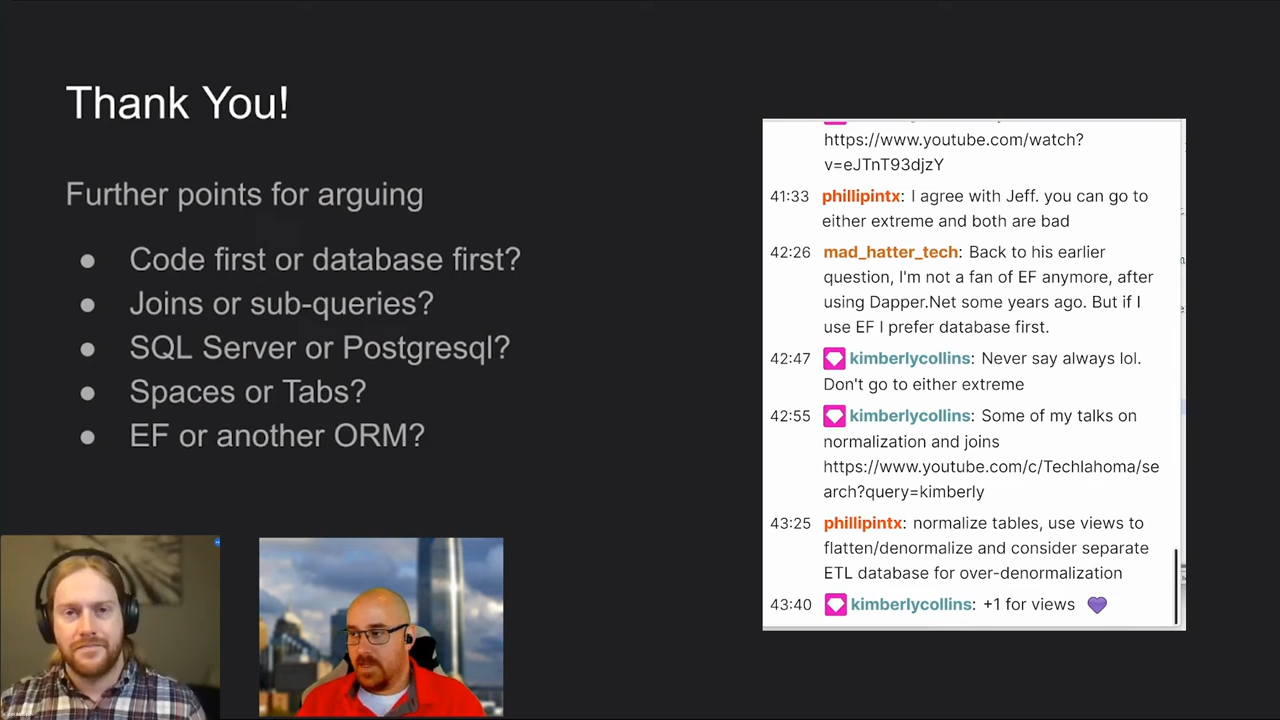 Thank You!
Further points for arguing
● Code first or database first?
● Joins or sub-queries?
● SQL Server or Postgresql?
● Spaces or Tabs?
● EF or another ORM?
https://www.youtube.com/watch?
v=eJTnT93djzY
41:33 phillipintx: I agree with Jeff. you can go to
either extreme and both are bad
42:26 mad_hatter_tech: Back to his earlier
question, I'm not a fan of EF anymore, after
using Dapper.Net some years ago. But if I
use EF I prefer database first.
42:47 kimberlycollins: Never say always lol.
Don't go to either extreme
42:55 kimberlycollins: Some of my talks on
normalization and joins
https://www.youtube.com/c/Techlahoma/se
arch?query=kimberly
43:25 phillipintx: normalize tables, use views to
flatten/denormalize and consider separate
ETL database for over-denormalization
43:40 kimberlycollins: +1 for views 💜